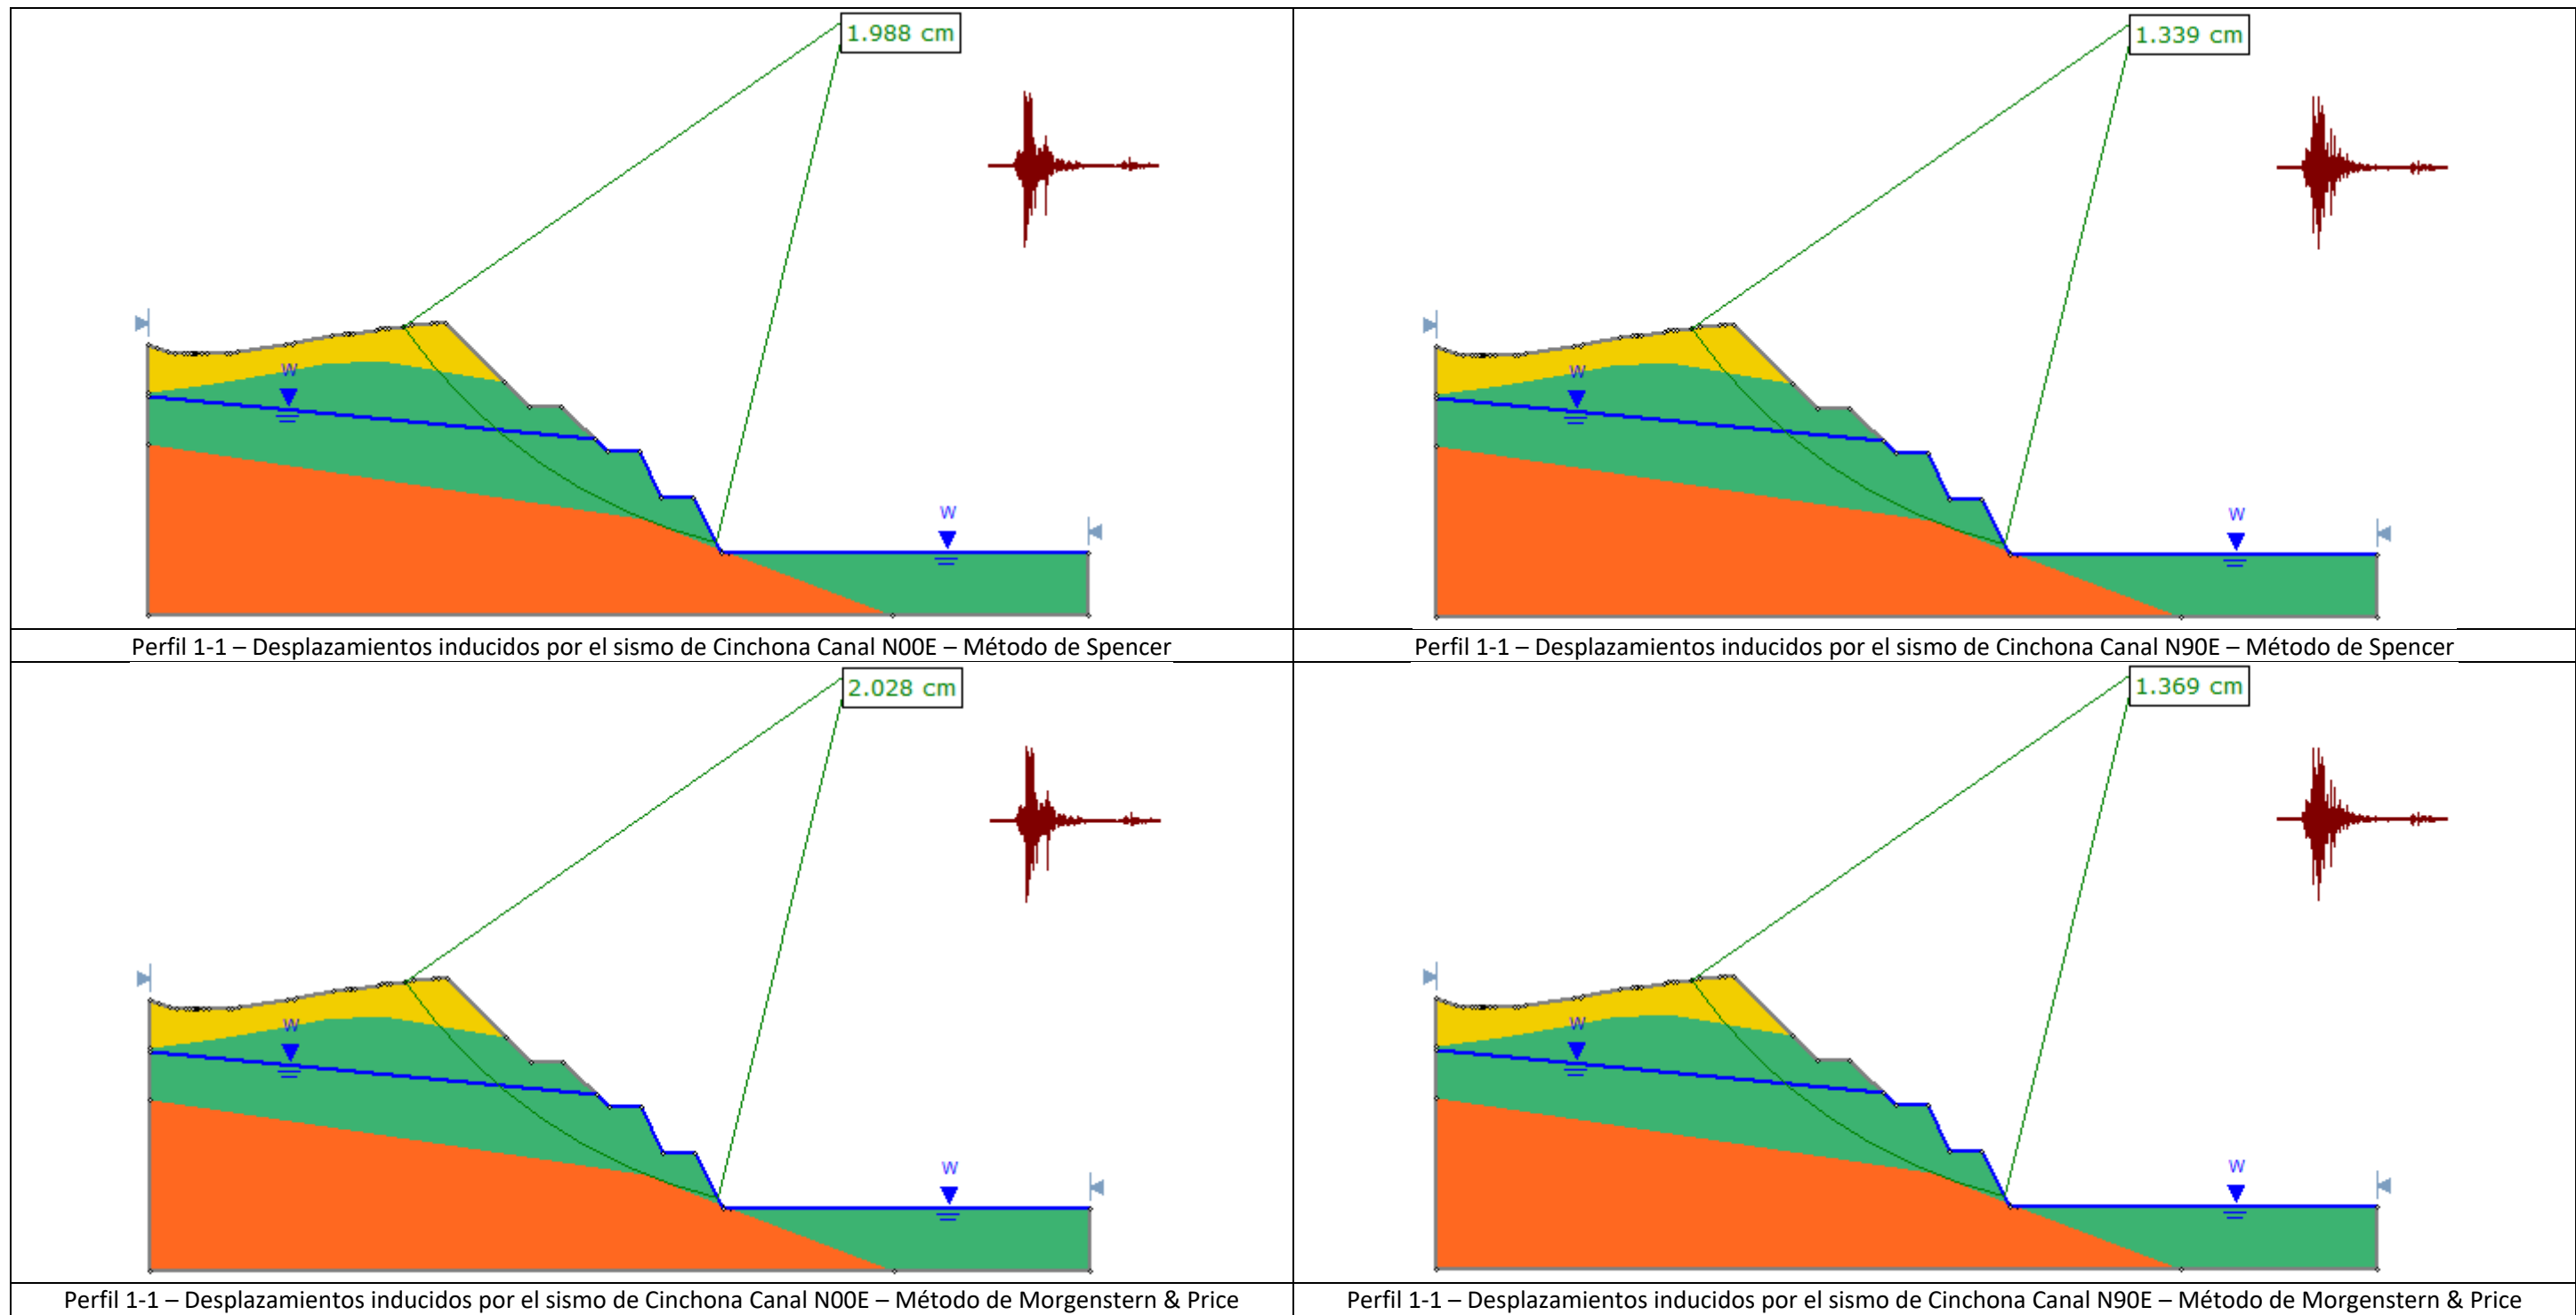 1.988 cm
W
W
Perfil 1-1 – Desplazamientos inducidos por el sismo de Cinchona Canal N00E – Método de Spencer
1.339 cm
W
W
Perfil 1-1 – Desplazamientos inducidos por el sismo de Cinchona Canal N90E – Método de Spencer
2.028 cm
W
W
Perfil 1-1 – Desplazamientos inducidos por el sismo de Cinchona Canal N00E – Método de Morgenstern & Price
1.369 cm
W
W
Perfil 1-1 – Desplazamientos inducidos por el sismo de Cinchona Canal N90E – Método de Morgenstern & Price